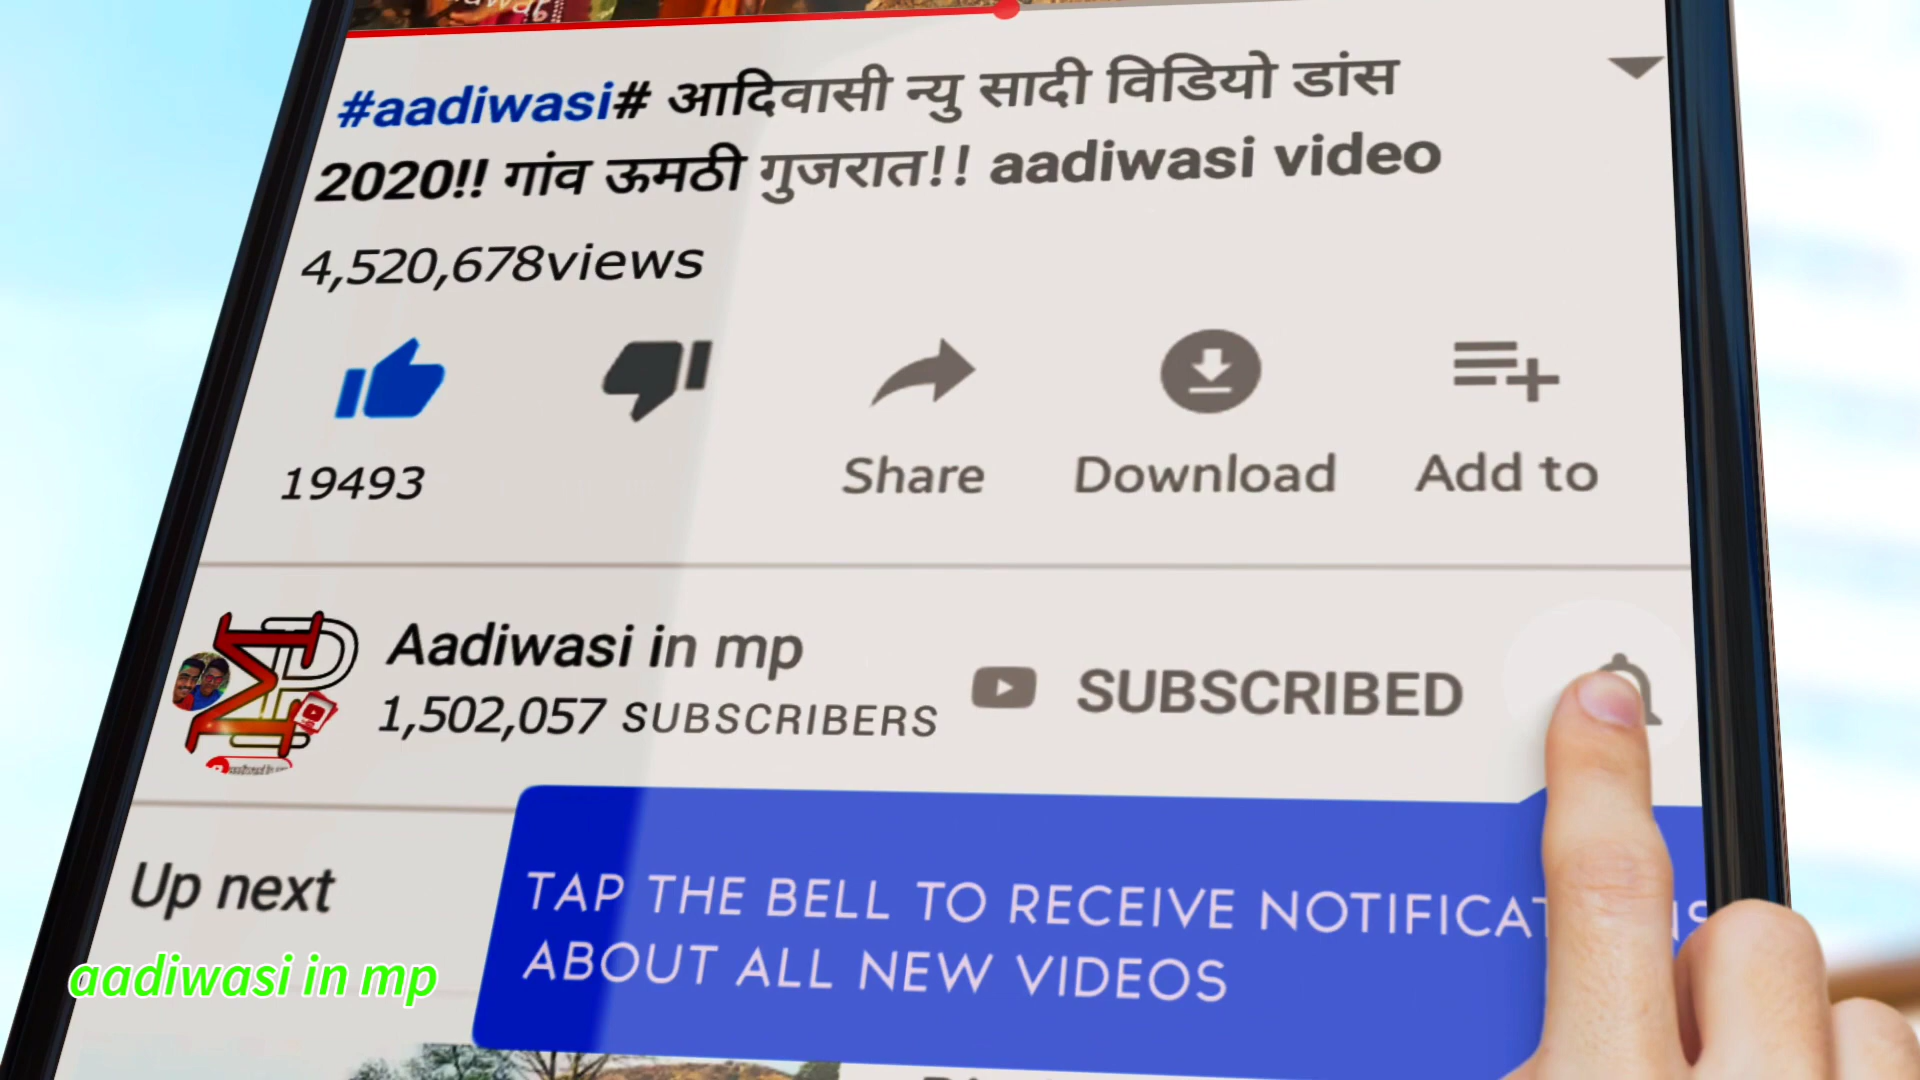 #aadiwasi# आदिवासी न्यु सादी विडियो डांस
2020!! गांव ऊमठी गुजरात!! aadiwasi video
4,520,678views
19493
Share
Download
Add to
Aadiwasi in mp
1,502,057 SUBSCRIBERS
SUBSCRIBED
MP
TAP THE BELL TO RECEIVE
ABOUT ALL NEW VIDEOS
Up next
aadiwasi in mp